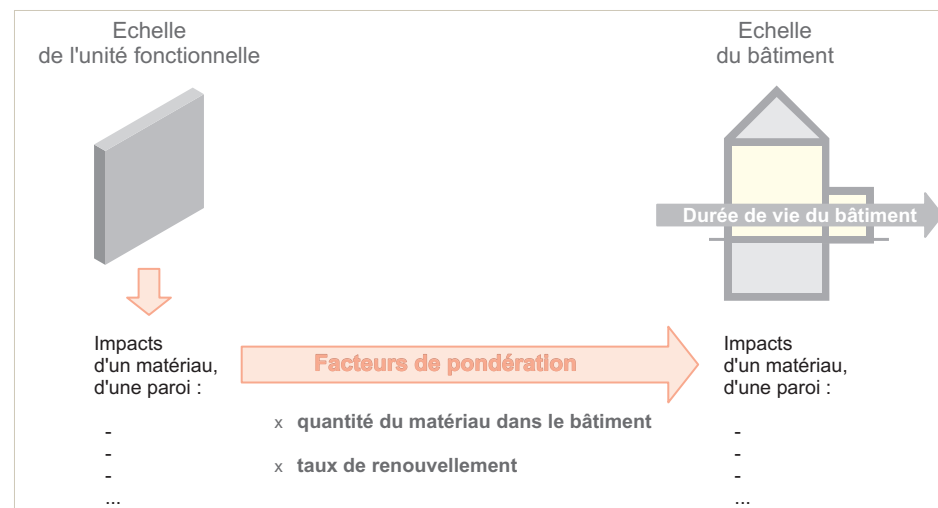 Echelle
de l'unité fonctionnelle
Echelle
du bâtiment
Durée de vie du bâtiment
Impacts
d'un matériau,
d'une paroi :
-
-
-
...
Facteurs de pondération
x quantité du matériau dans le bâtiment
x taux de renouvellement
Impacts
d'un matériau,
d'une paroi :
-
-
-
...